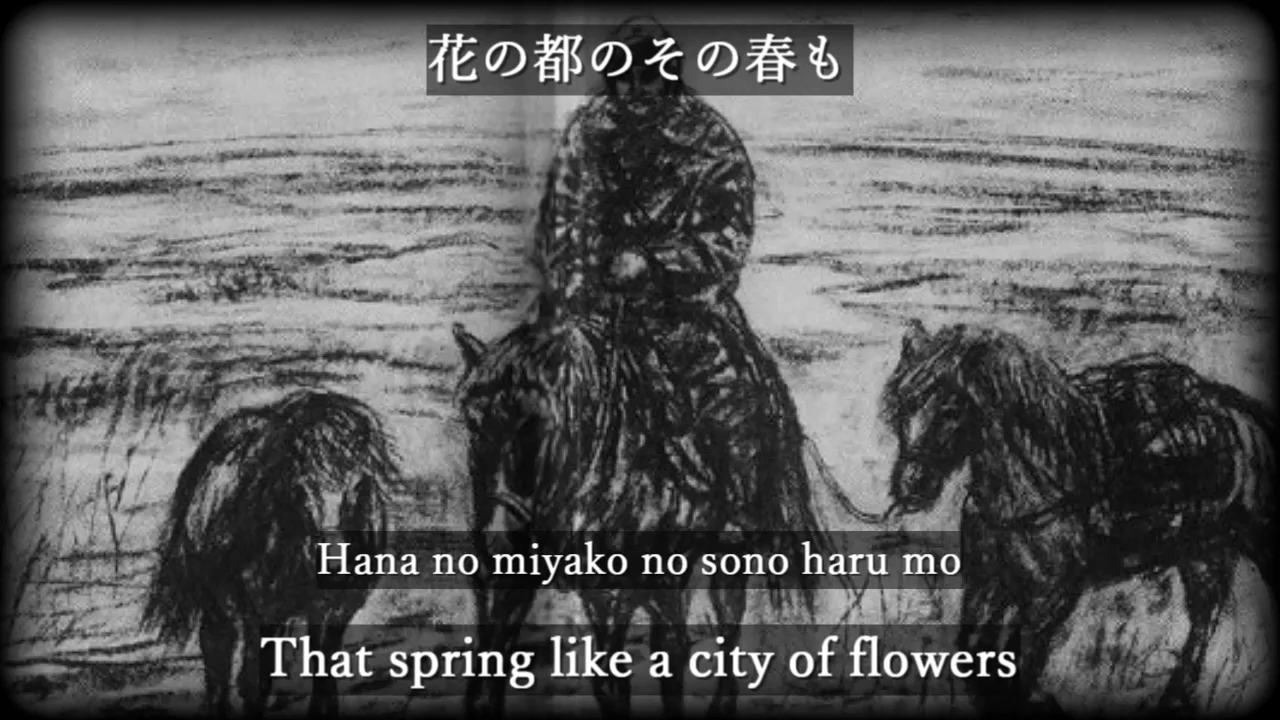 花の都のその春も
Hana no miyako no sono haru mo
That spring like a city of flowers